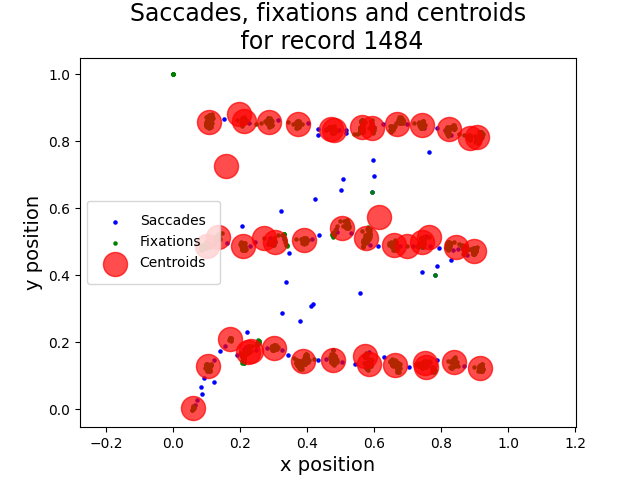 Saccades, fixations and centroids
for record 1484
1.0
0.8
0.6
0.4
0.2
0.0
y position
Saccades
Fixations
Centroids
−0.2 0.0 0.2 0.4 0.6 0.8 1.0 1.2
x position